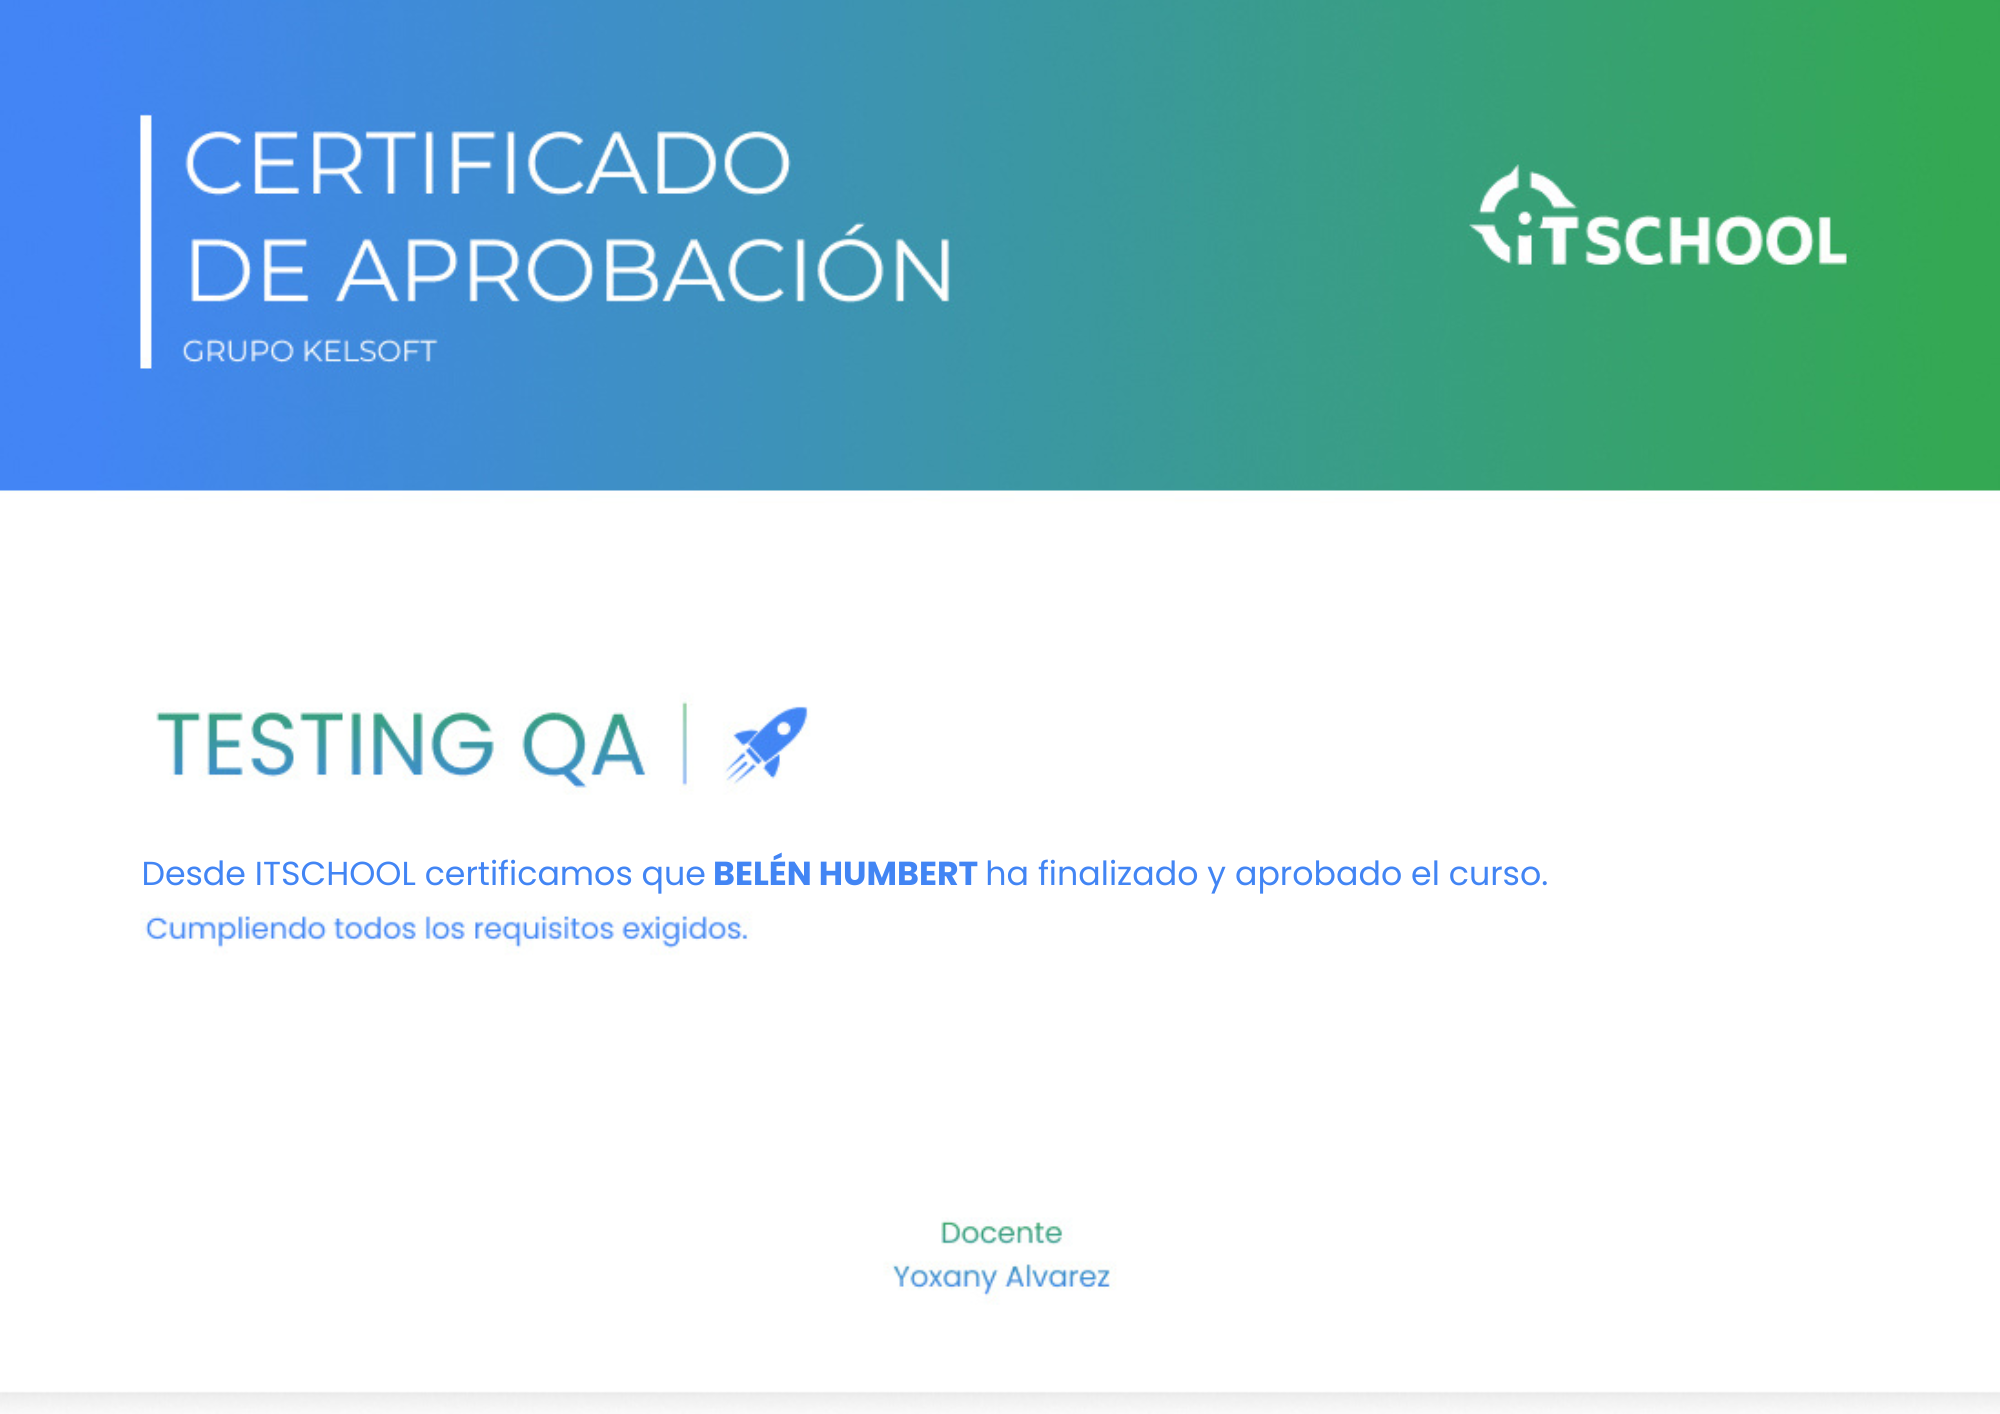 CERTIFICADO
DE APROBACIÓN
GRUPO KELSOFT
iTSCHOOL
TESTING QA
Desde ITSCHOOL certificamos que BELÉN HUMBERT ha finalizado y aprobado el curso.
Cumpliendo todos los requisitos exigidos.
Docente
Yoxany Alvarez